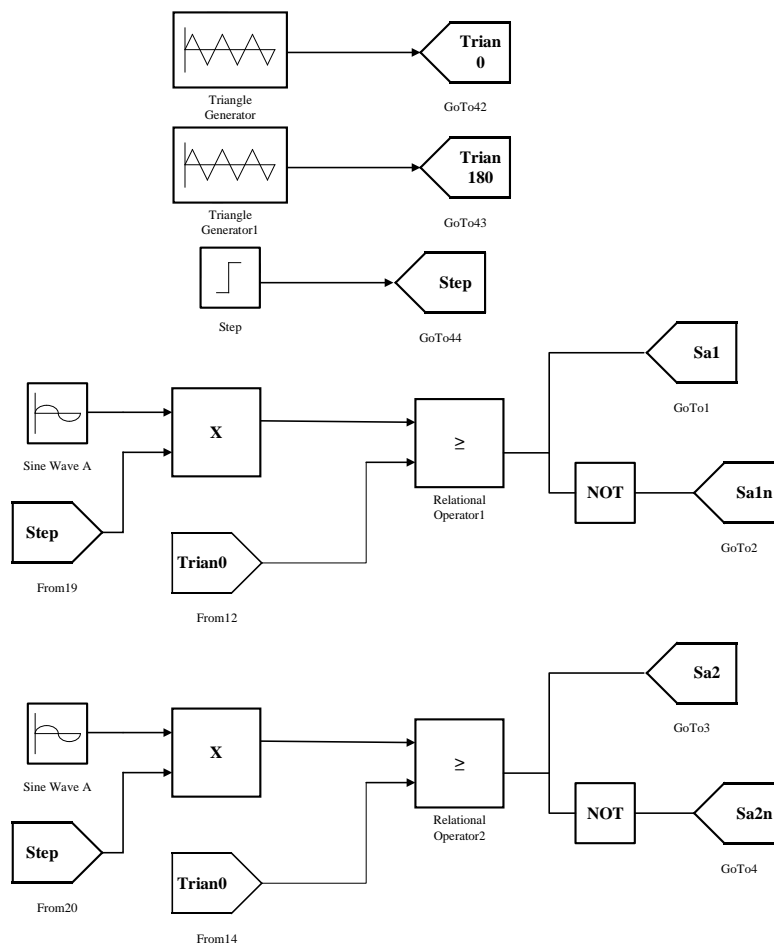 Trian
0
Triangle
Generator
GoTo42
Trian
180
Triangle
Generator1
GoTo43
Step
Step
GoTo44
Sa1
GoTo1
Sine Wave A
X
≥
Relational
Operator1
NOT
Sa1n
GoTo2
Step
From19
Trian0
From12
Sa2
GoTo3
Sine Wave A
X
≥
Relational
Operator2
NOT
Sa2n
GoTo4
Step
From20
Trian0
From14